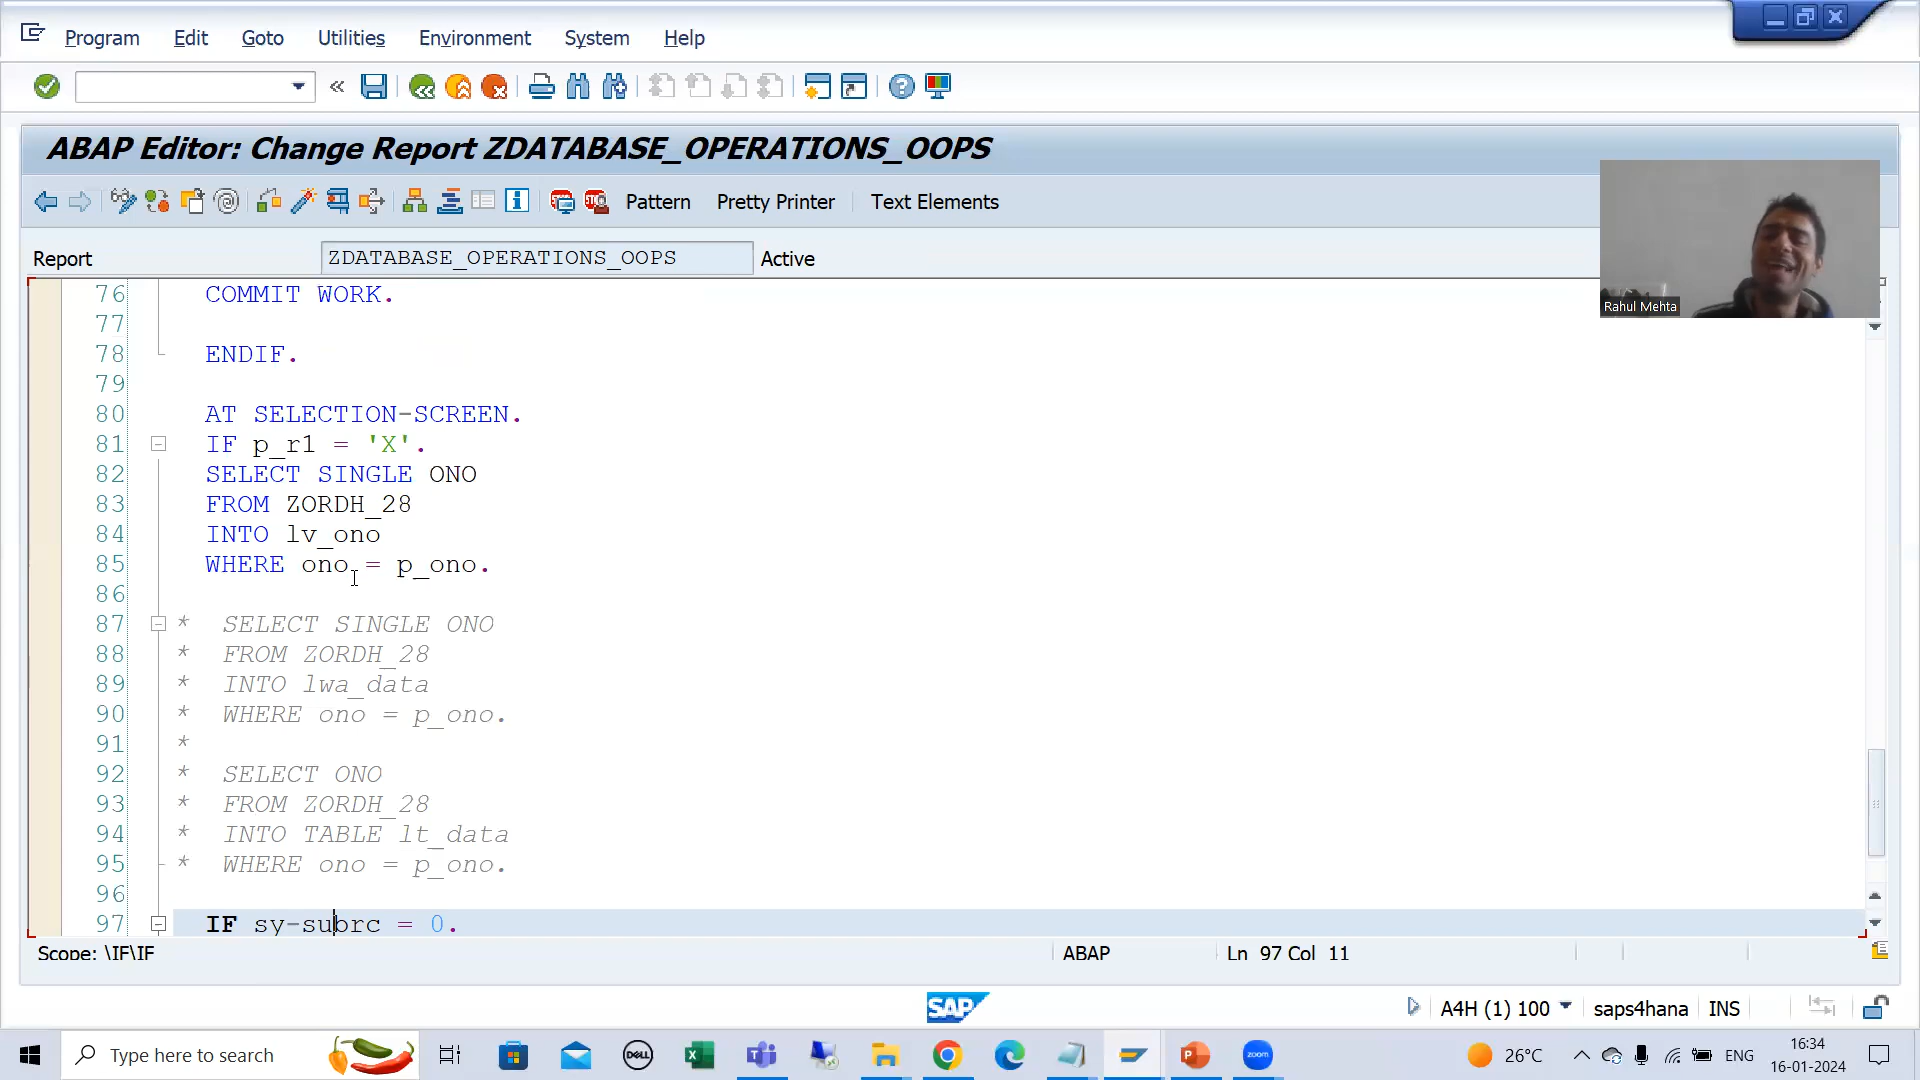 Program Edit Goto Utilities Environment System Help
ABAP Editor: Change Report ZDATABASE_OPERATIONS_OOPS
Pattern Pretty Printer Text Elements
Report ZDATABASE_OPERATIONS_OOPS Active
Rahul Mehta
76 COMMIT WORK.
77
78 ENDIF.
79
80 AT SELECTION-SCREEN.
81 IF p_r1 = 'X'.
82 SELECT SINGLE ONO
83 FROM ZORDH_28
84 INTO lv_ono
85 WHERE ono = p_ono.
86
87 * SELECT SINGLE ONO
88 * FROM ZORDH_28
89 * INTO lwa_data
90 * WHERE ono = p_ono.
91 *
92 * SELECT ONO
93 * FROM ZORDH_28
94 * INTO TABLE lt_data
95 * WHERE ono = p_ono.
96
97 IF sy-subrc = 0.
Scope: \IF\IF ABAP Ln 97 Col 11
SAP
A4H (1) 100 saps4hana INS
Type here to search
DELL
zoom
26°C ENG
16:34
16-01-2024